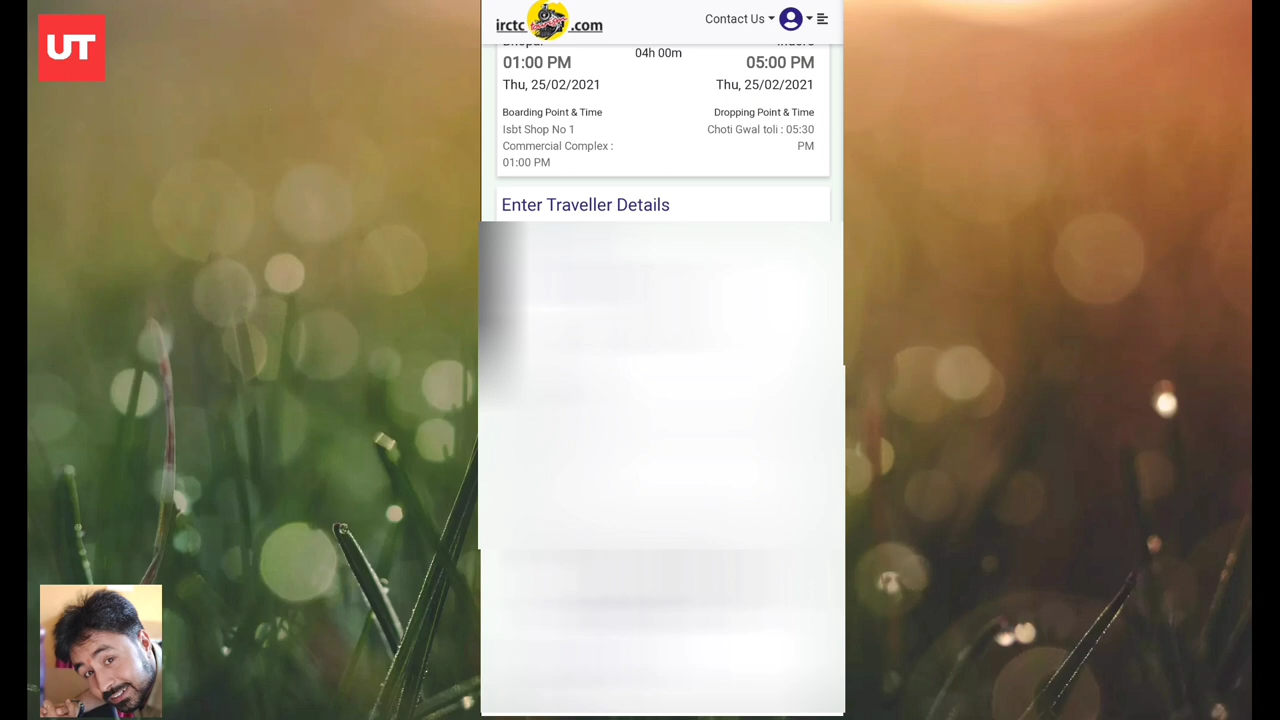 UT
irctc .com
Contact Us
Bhopal
Indore
04h 00m
01:00 PM
05:00 PM
Thu, 25/02/2021
Thu, 25/02/2021
Boarding Point & Time
Dropping Point & Time
Isbt Shop No 1
Commercial Complex :
01:00 PM
Choti Gwal toli : 05:30
PM
Enter Traveller Details